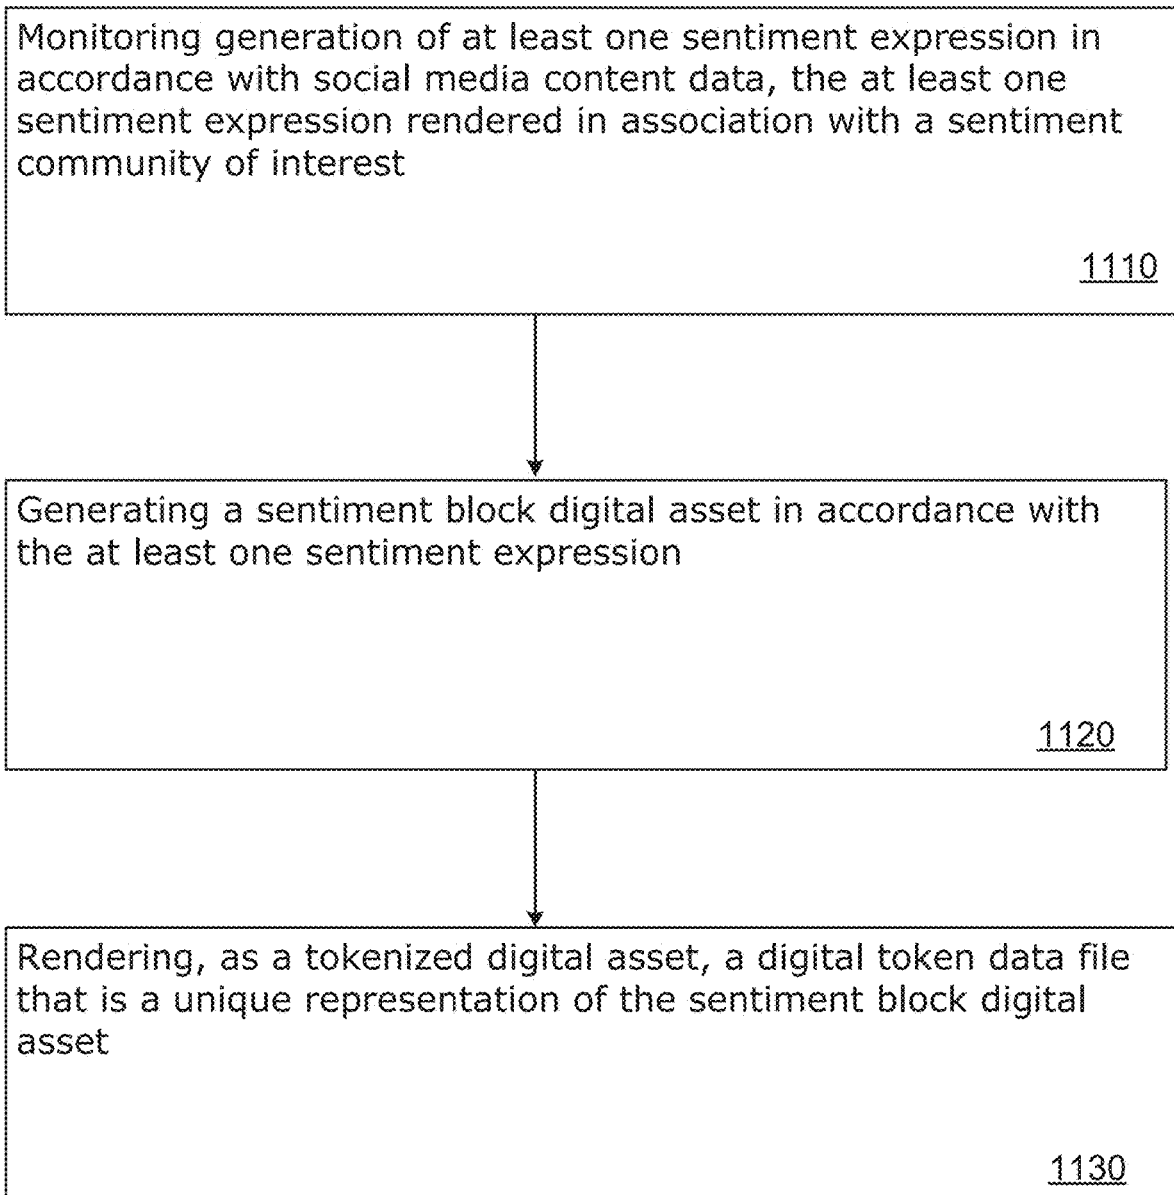 Monitoring generation of at least one sentiment expression in
accordance with social media content data, the at least one
sentiment expression rendered in association with a sentiment
community of interest
1110
Generating a sentiment block digital asset in accordance with
the at least one sentiment expression
1120
Rendering, as a tokenized digital asset, a digital token data file
that is a unique representation of the sentiment block digital
asset
1130